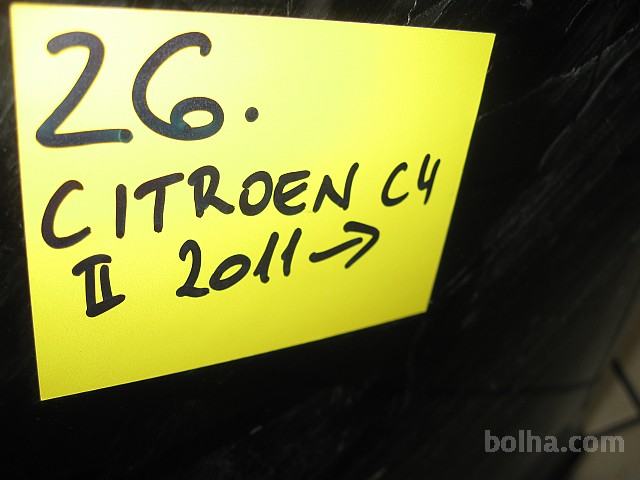 26.
CITROEN C4
II 2011→
bolha.com